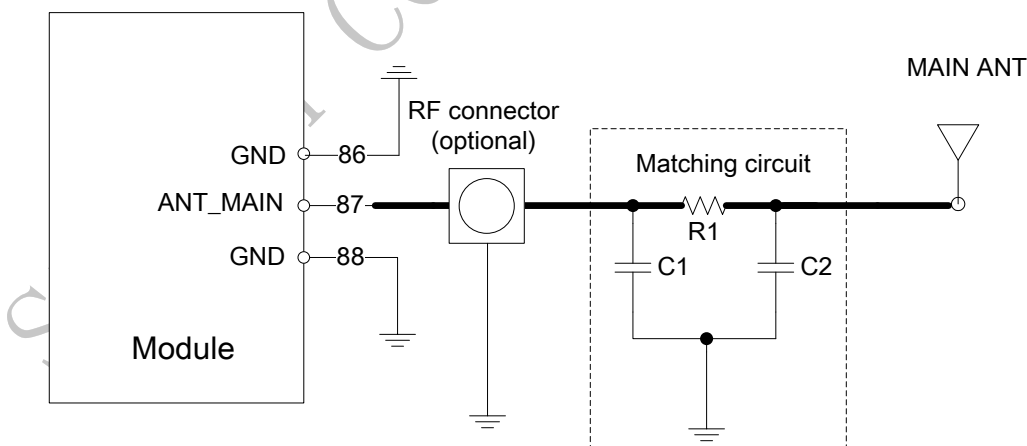 MAIN ANT
RF connector
(optional)
Matching circuit
GND
86
ANT_MAIN
87
GND
88
R1
C1
C2
Module